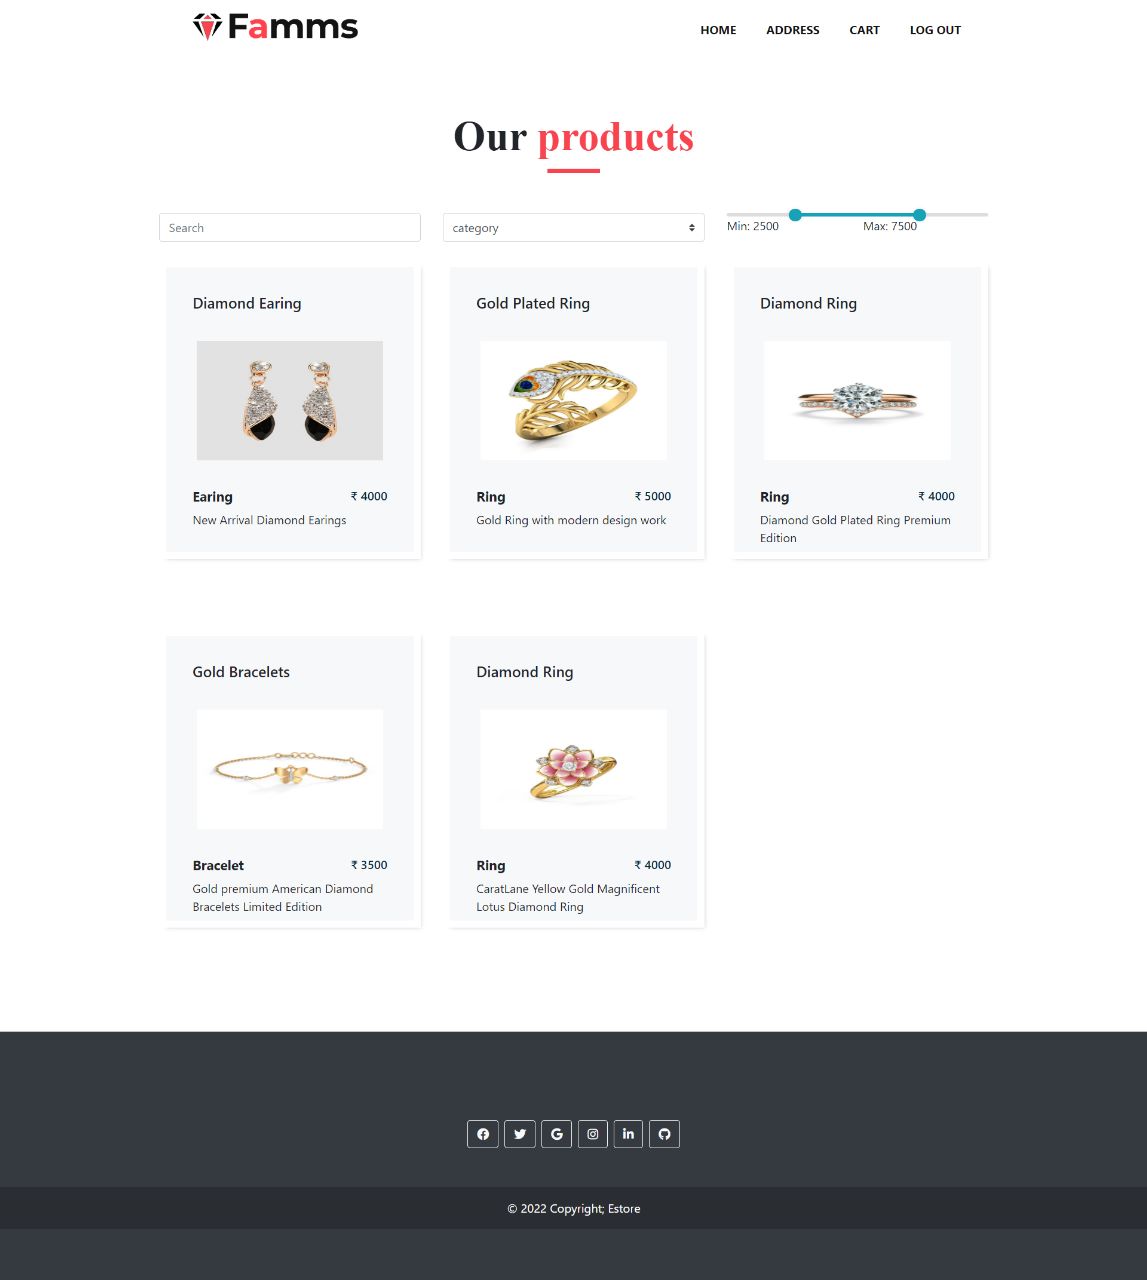 Famms
HOME ADDRESS CART LOG OUT
Our products
Search
category
Min: 2500 Max: 7500
Diamond Earing
Earing ₹ 4000
New Arrival Diamond Earings
Gold Plated Ring
Ring ₹ 5000
Gold Ring with modern design work
Diamond Ring
Ring ₹ 4000
Diamond Gold Plated Ring Premium
Edition
Gold Bracelets
Bracelet ₹ 3500
Gold premium American Diamond
Bracelets Limited Edition
Diamond Ring
Ring ₹ 4000
CaratLane Yellow Gold Magnificent
Lotus Diamond Ring
© 2022 Copyright; Estore